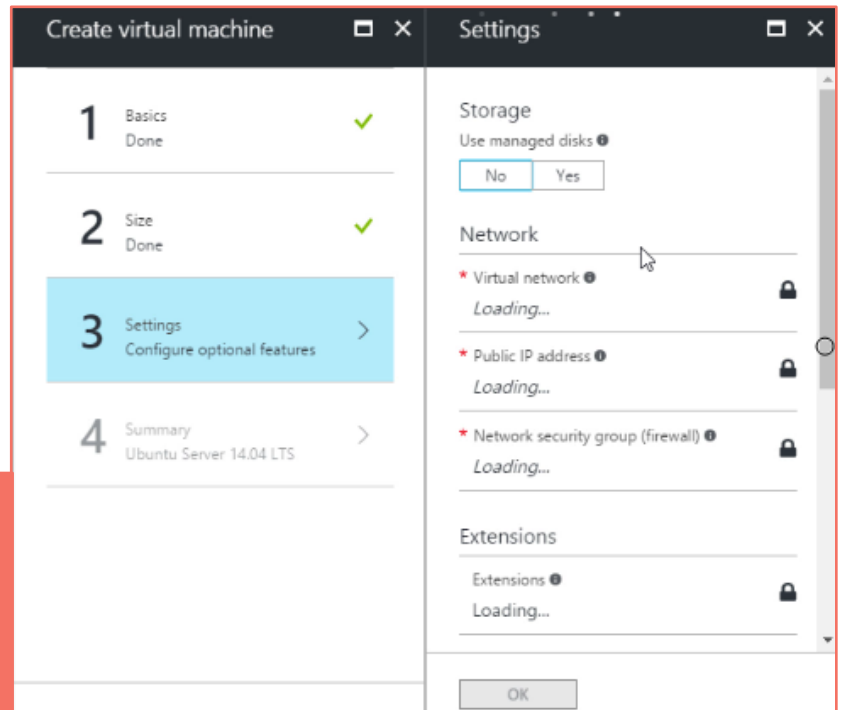 Create virtual machine
1
Basics
Done
2
Size
Done
3
Settings
Configure optional features
4
Summary
Ubuntu Server 14.04 LTS
Settings
Storage
Use managed disks
No Yes
Network
* Virtual network
Loading...
* Public IP address
Loading...
* Network security group (firewall)
Loading...
Extensions
Extensions
Loading...
OK